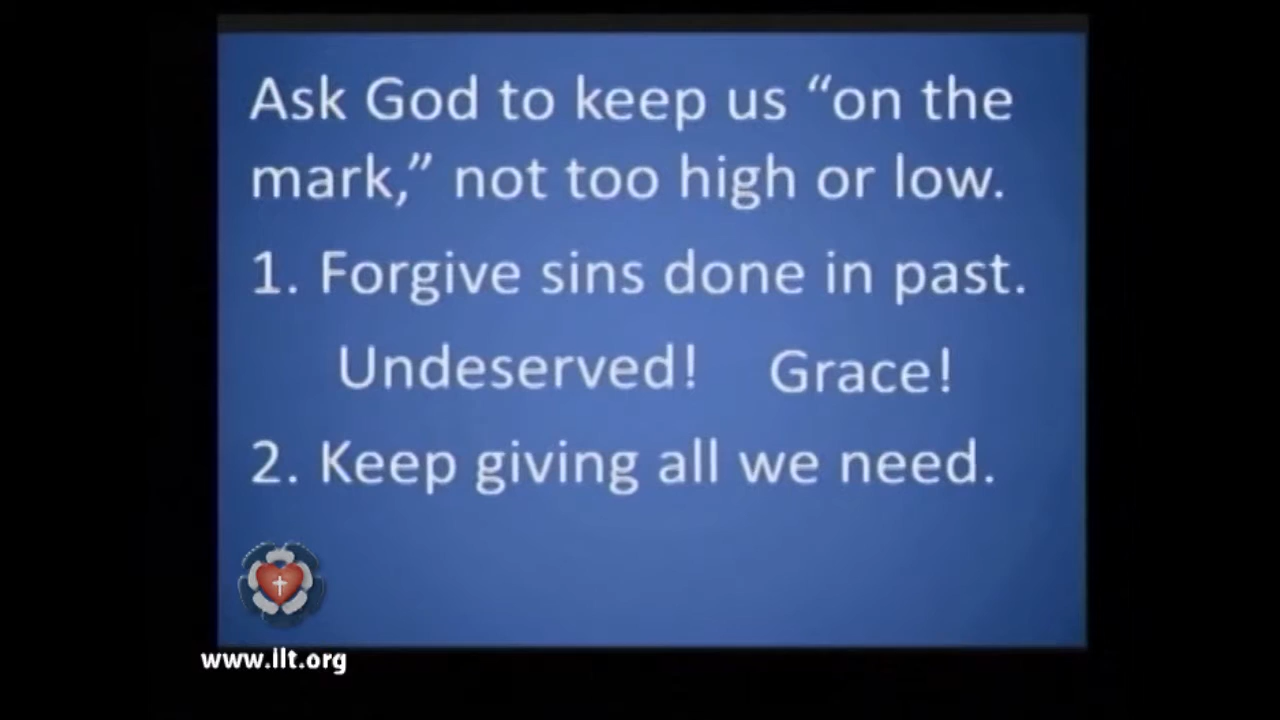 Ask God to keep us “on the
mark,” not too high or low.
1. Forgive sins done in past.
Undeserved! Grace!
2. Keep giving all we need.
www.ilt.org